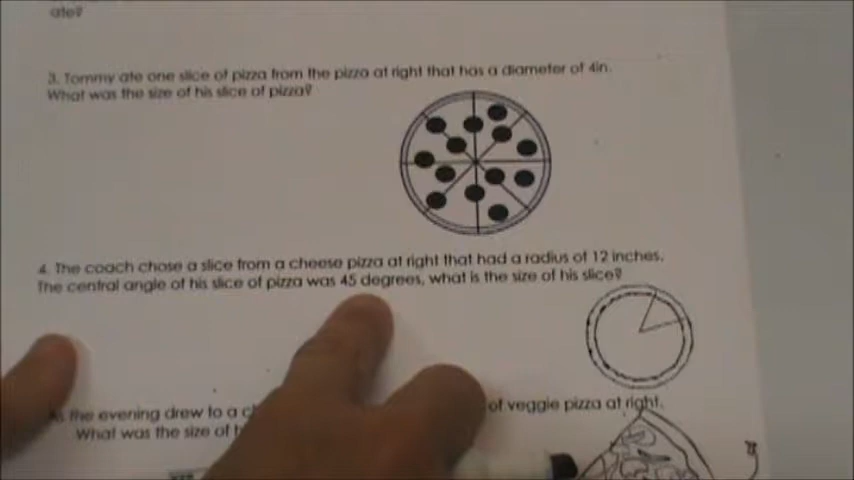 ate?
3. Tommy ate one slice of pizza from the pizza at right that has a diameter of 4in.
What was the size of his slice of pizza?
4. The coach chose a slice from a cheese pizza at right that had a radius of 12 inches.
The central angle of his slice of pizza was 45 degrees, what is the size of his slice?
the evening drew to a of veggie pizza at right.
What was the size of